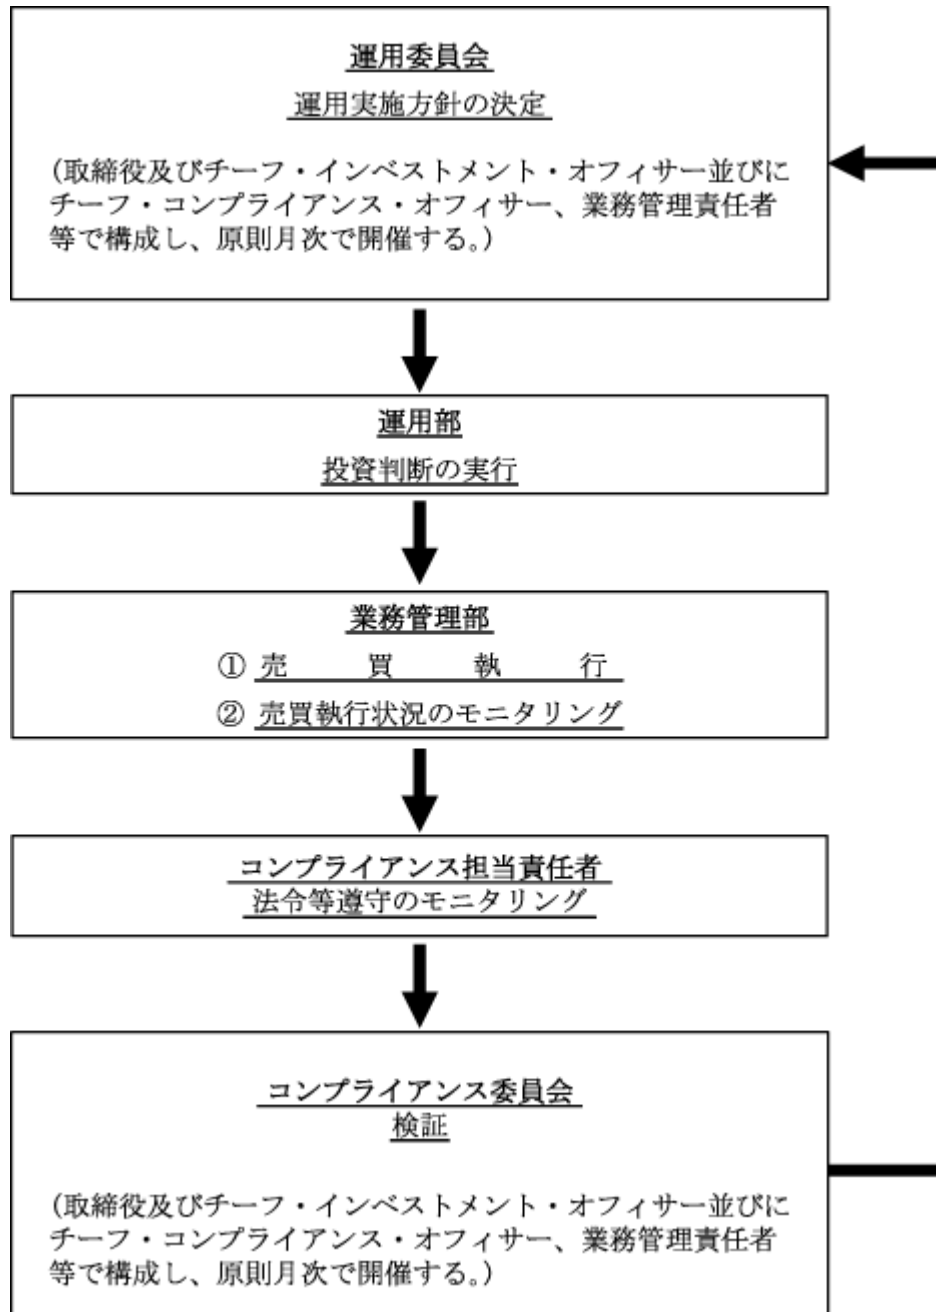 運用委員会
運用実施方針の決定
(取締役及びチーフ・インベストメント・オフィサー並びに
チーフ・コンプライアンス・オフィサー、業務管理責任者
等で構成し、原則月次で開催する。)
運用部
投資判断の実行
業務管理部
① 売買執行
② 売買執行状況のモニタリング
コンプライアンス担当責任者
法令等遵守のモニタリング
コンプライアンス委員会
検証
(取締役及びチーフ・インベストメント・オフィサー並びに
チーフ・コンプライアンス・オフィサー、業務管理責任者
等で構成し、原則月次で開催する。)